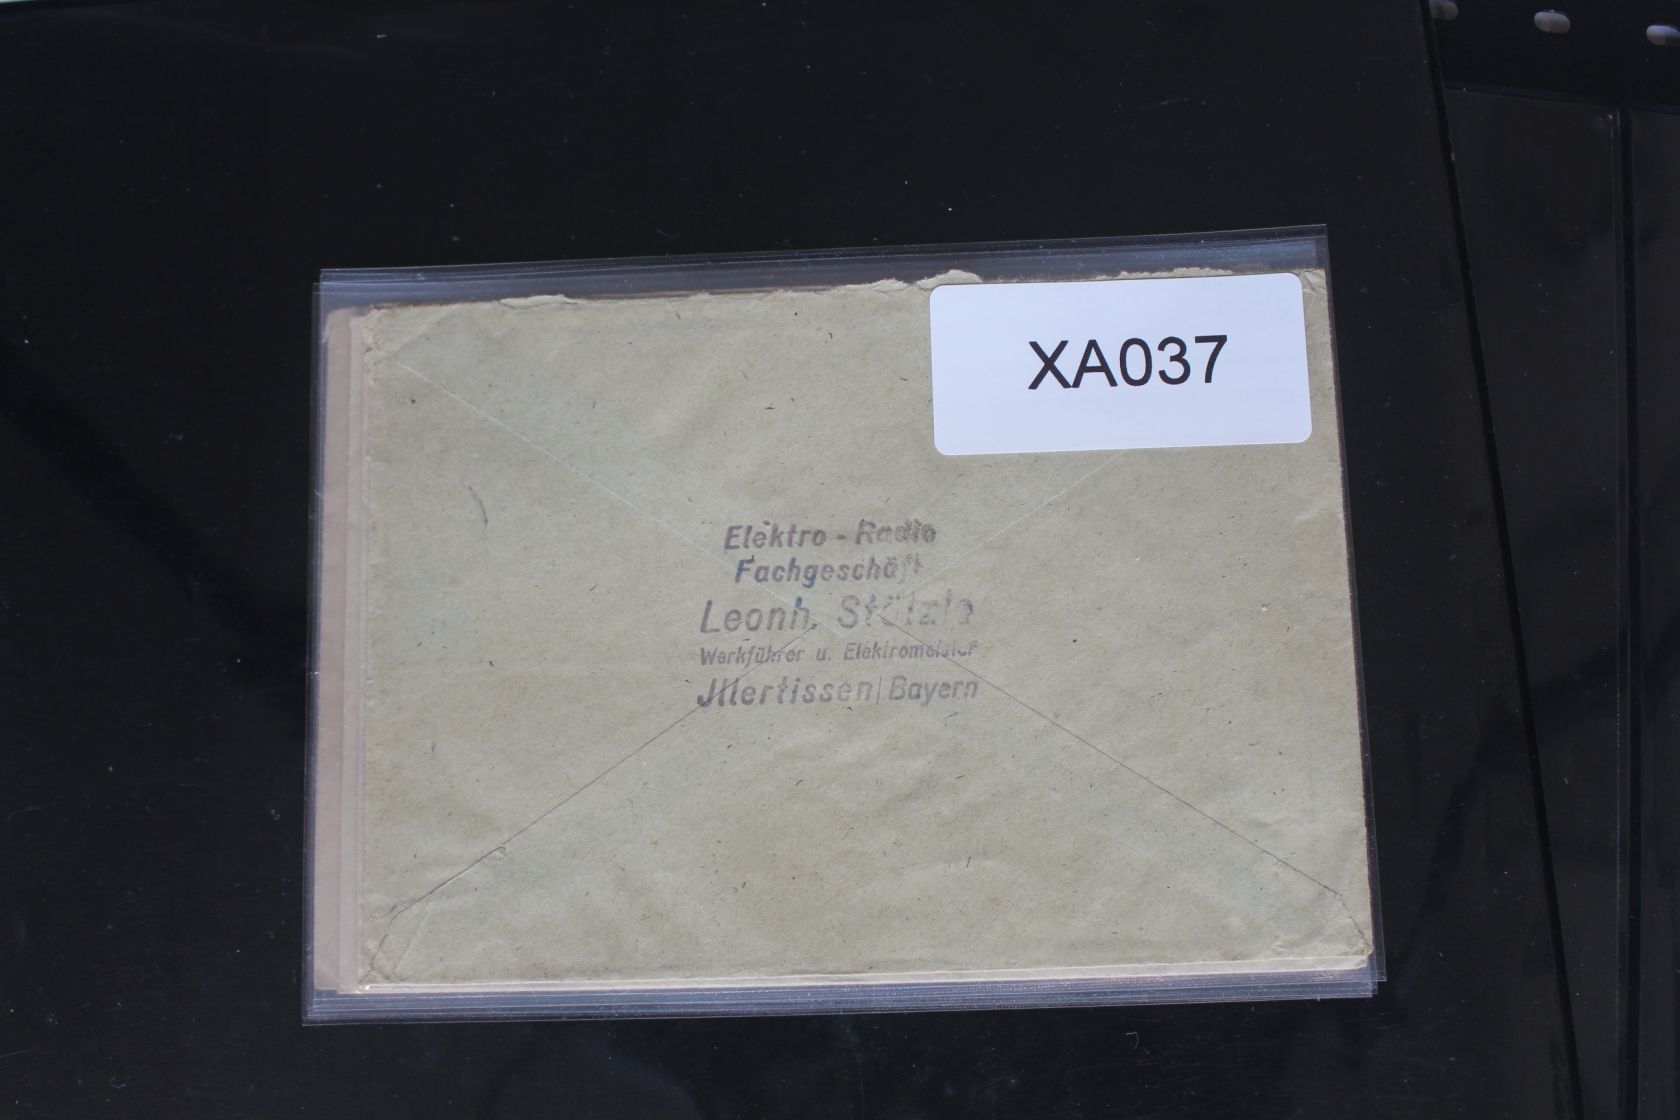 XA037
Elektro - Radio
Fachgeschäft
Leonh. Stölzle
Werkführer u. Elektromeister
Jllertissen/Bayern